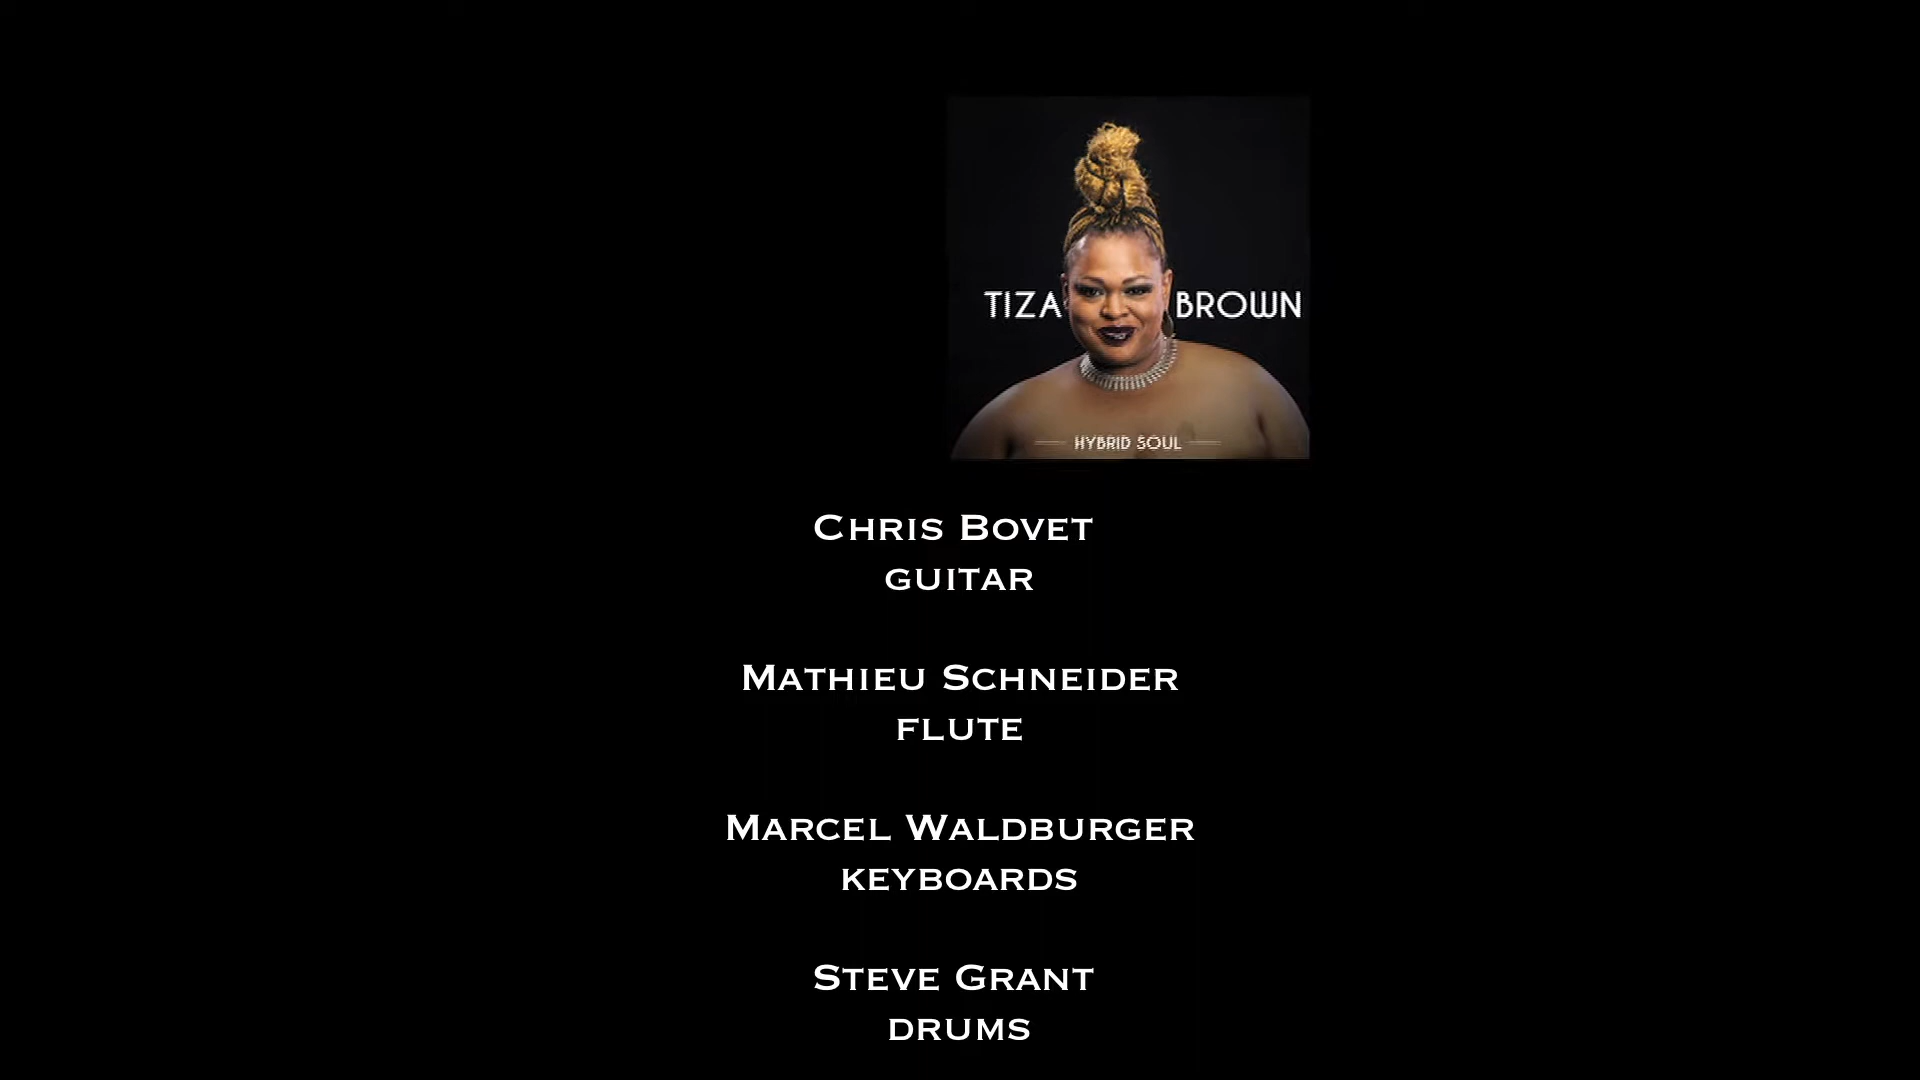 TIZA BROWN
HYBRID SOUL
Chris Bovet
guitar
Mathieu Schneider
flute
Marcel Waldburger
keyboards
Steve Grant
drums